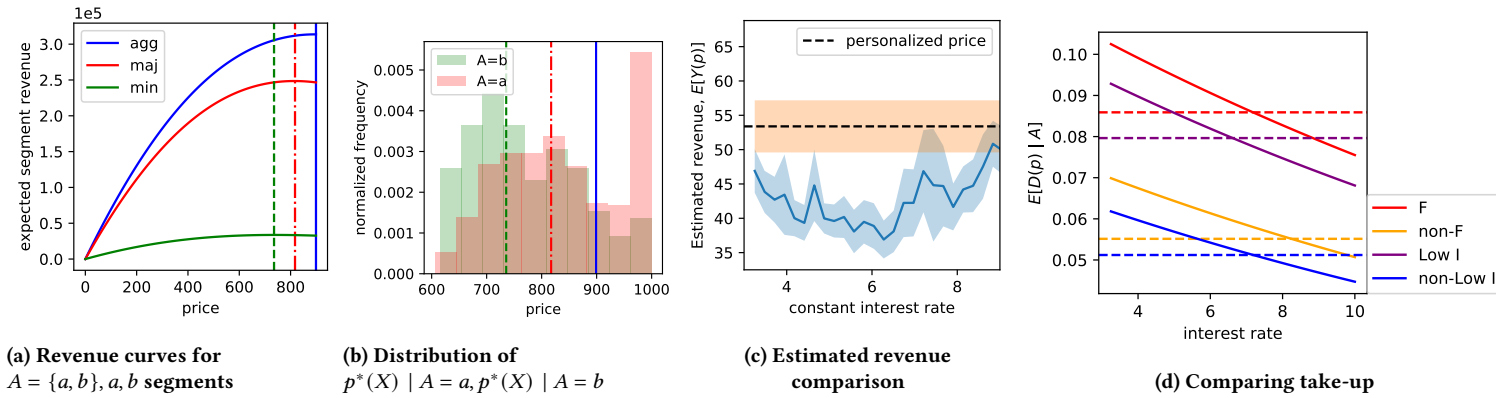 1e5
3.0
2.5
2.0
1.5
1.0
0.5
0.0
expected segment revenue
agg
maj
min
0 200 400 600 800
price
(a) Revenue curves for
A = {a, b}, a, b segments
0.005
0.004
0.003
0.002
0.001
0.000
normalized frequency
A=b
A=a
600 700 800 900 1000
price
(b) Distribution of
p*(X) | A = a, p*(X) | A = b
65
60
55
50
45
40
35
Estimated revenue, E[Y(p)]
personalized price
4 6 8
constant interest rate
(c) Estimated revenue
comparison
0.10
0.09
0.08
0.07
0.06
0.05
E[D(p) | A]
F
non-F
Low I
non-Low I
4 6 8 10
interest rate
(d) Comparing take-up